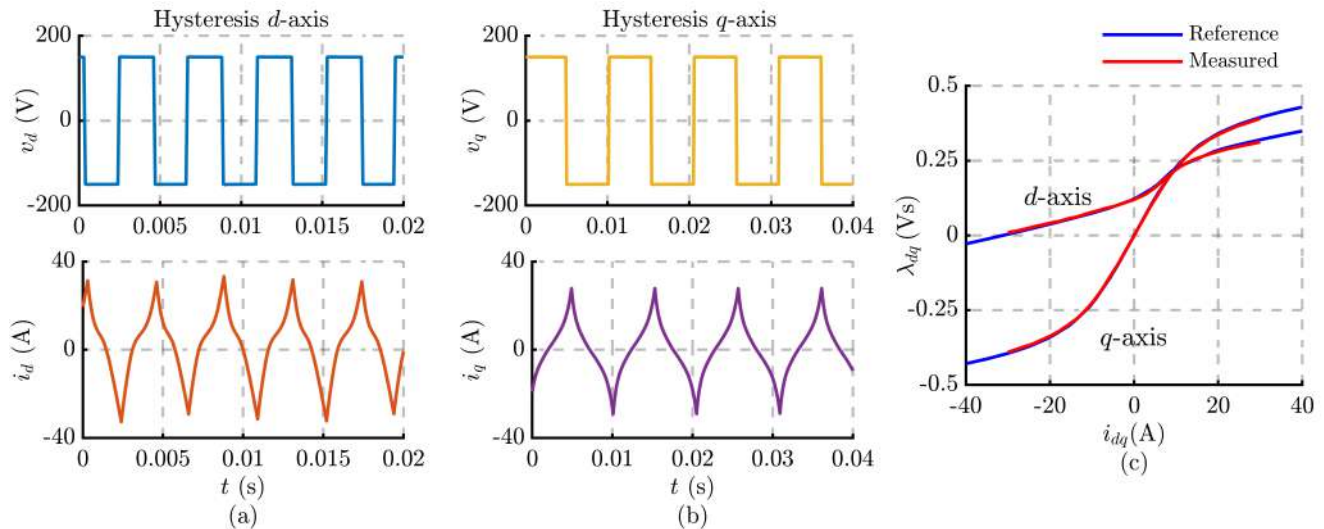 Hysteresis d-axis
200
0
-200
v_d (V)
0 0.005 0.01 0.015 0.02
40
0
-40
i_d (A)
0 0.005 0.01 0.015 0.02
t (s)
(a)
Hysteresis q-axis
200
0
-200
v_q (V)
0 0.01 0.02 0.03 0.04
40
0
-40
i_q (A)
0 0.01 0.02 0.03 0.04
t (s)
(b)
Reference
Measured
0.5
0.25
0
-0.25
-0.5
λ_dq (Vs)
d-axis
q-axis
-40 -20 0 20 40
i_dq(A)
(c)